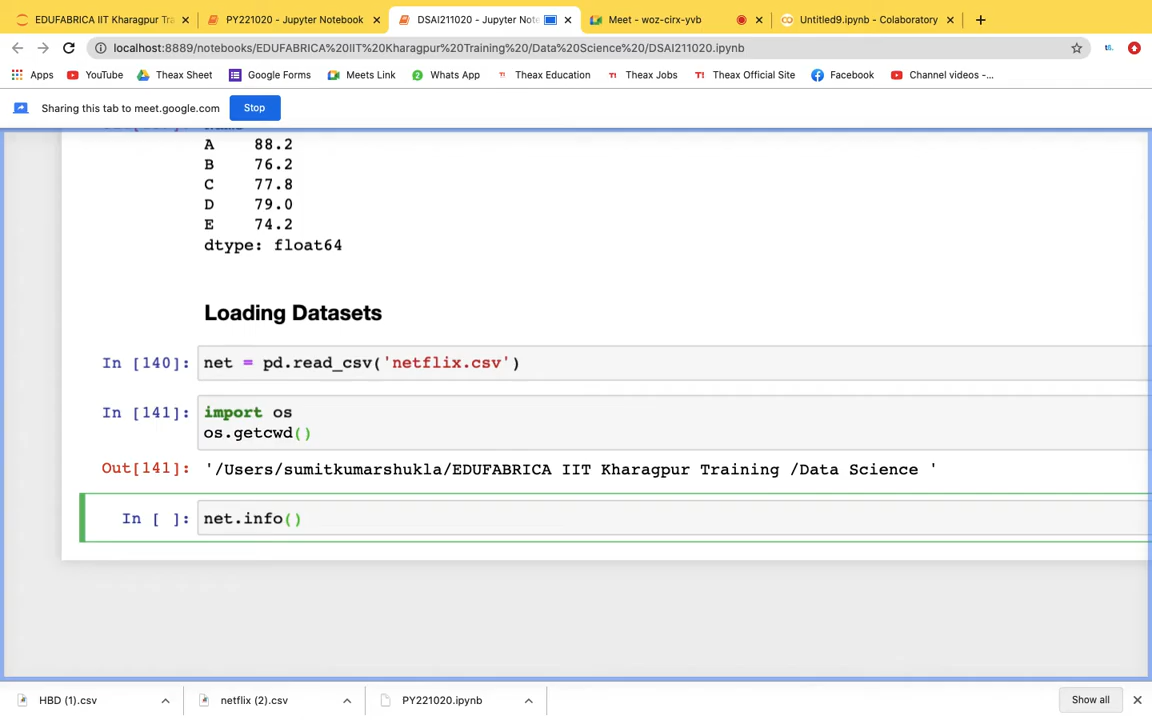 EDUFABRICA IIT Kharagpur Tra
PY221020 - Jupyter Notebook
DSAI211020 - Jupyter Note
Meet - woz-cirx-yvb
Untitled9.ipynb - Colaboratory
localhost:8889/notebooks/EDUFABRICA%20IIT%20Kharagpur%20Training%20/Data%20Science%20/DSAI211020.ipynb
Apps YouTube Theax Sheet Google Forms Meets Link Whats App Theax Education Theax Jobs Theax Official Site Facebook Channel videos -...
Sharing this tab to meet.google.com Stop
A 88.2
B 76.2
C 77.8
D 79.0
E 74.2
dtype: float64
Loading Datasets
In [140]: net = pd.read_csv('netflix.csv')
In [141]: import os
os.getcwd()
Out[141]: '/Users/sumitkumarshukla/EDUFABRICA IIT Kharagpur Training /Data Science '
In [ ]: net.info()
HBD (1).csv netflix (2).csv PY221020.ipynb Show all